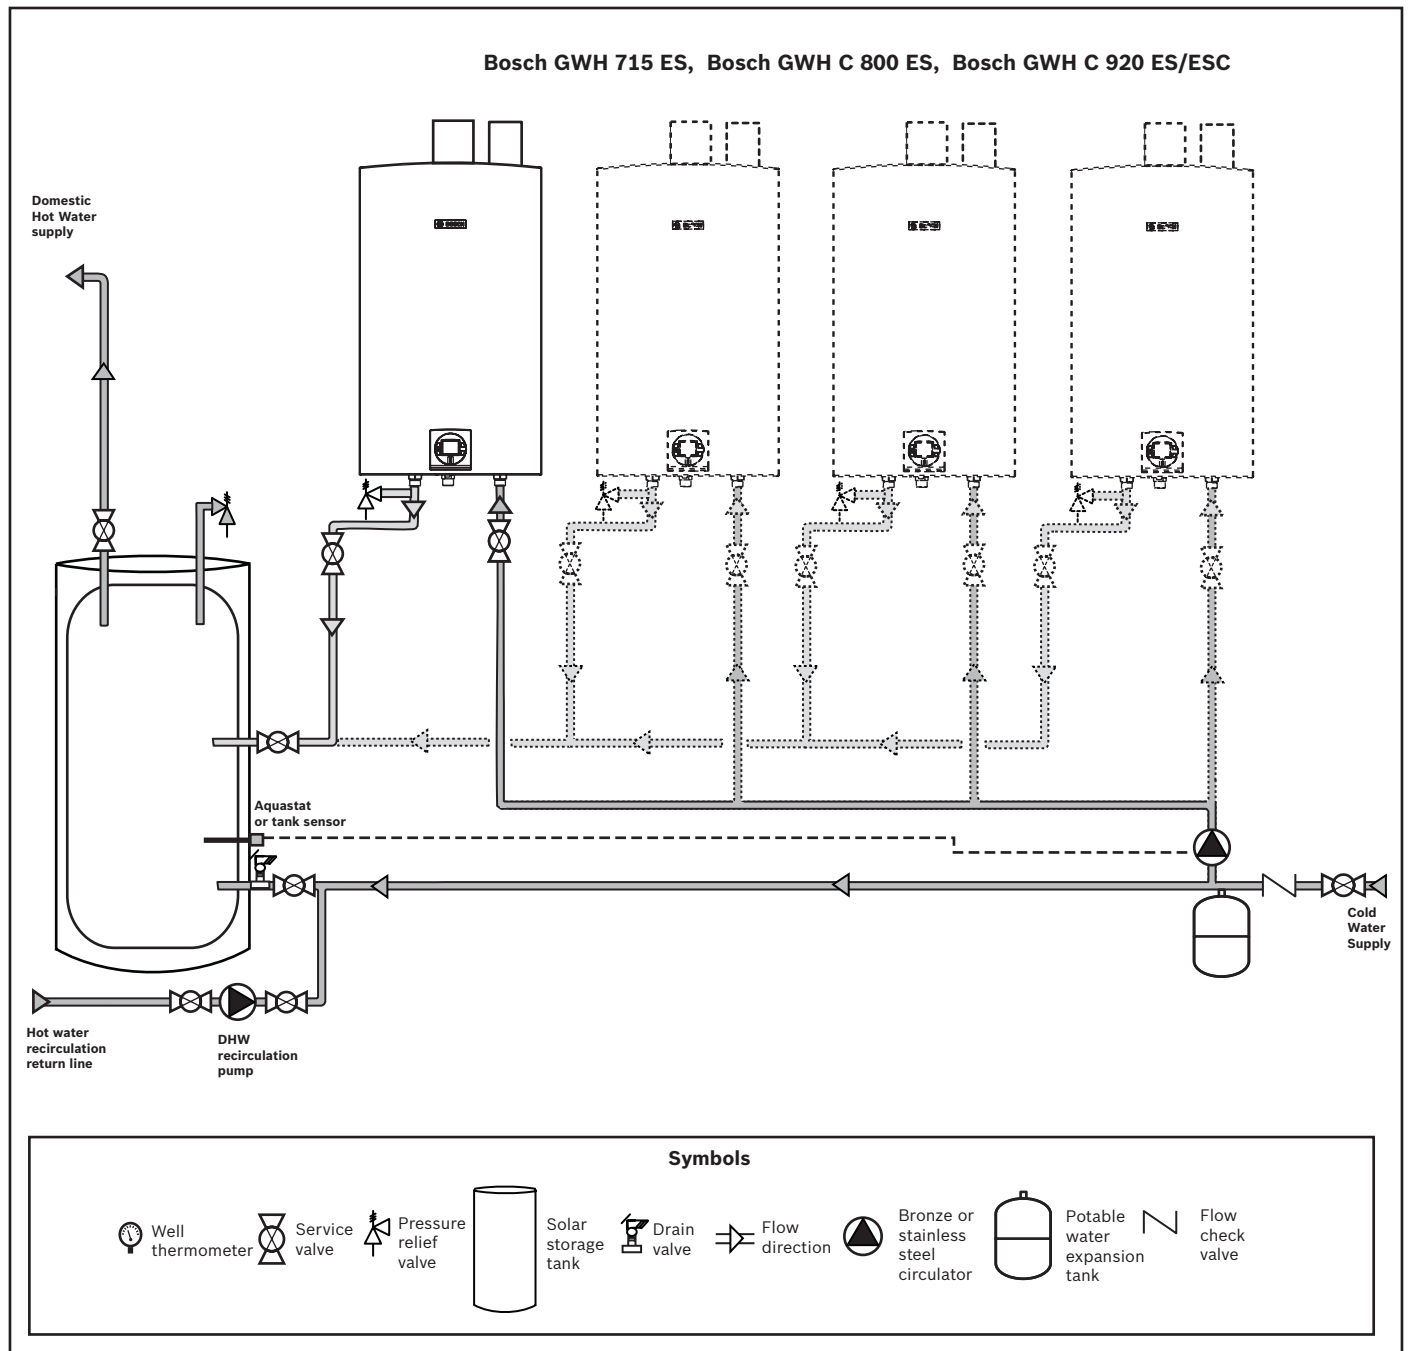 Bosch GWH 715 ES, Bosch GWH C 800 ES, Bosch GWH C 920 ES/ESC
Domestic
Hot Water
supply
Aquastat
or tank sensor
Cold
Water
Supply
Hot water
recirculation
return line
DHW
recirculation
pump
Symbols
Well
thermometer
Service
valve
Pressure
relief
valve
Solar
storage
tank
Drain
valve
Flow
direction
Bronze or
stainless
steel
circulator
Potable
water
expansion
tank
Flow
check
valve